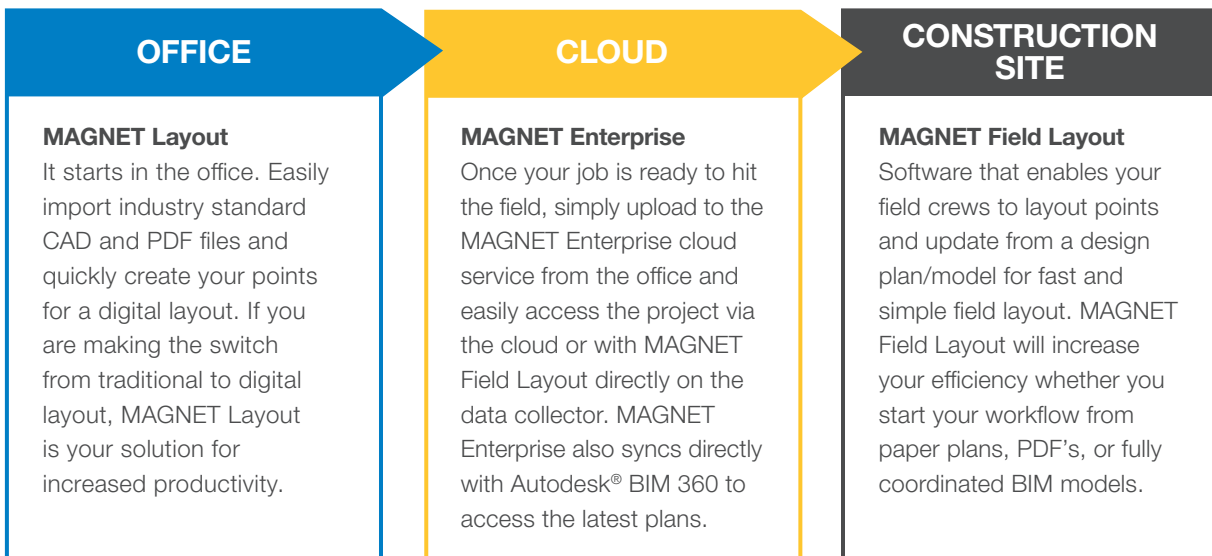 OFFICE
MAGNET Layout
It starts in the office. Easily
import industry standard
CAD and PDF files and
quickly create your points
for a digital layout. If you
are making the switch
from traditional to digital
layout, MAGNET Layout
is your solution for
increased productivity.
CLOUD
MAGNET Enterprise
Once your job is ready to hit
the field, simply upload to the
MAGNET Enterprise cloud
service from the office and
easily access the project via
the cloud or with MAGNET
Field Layout directly on the
data collector. MAGNET
Enterprise also syncs directly
with Autodesk® BIM 360 to
access the latest plans.
CONSTRUCTION
SITE
MAGNET Field Layout
Software that enables your
field crews to layout points
and update from a design
plan/model for fast and
simple field layout. MAGNET
Field Layout will increase
your efficiency whether you
start your workflow from
paper plans, PDF's, or fully
coordinated BIM models.